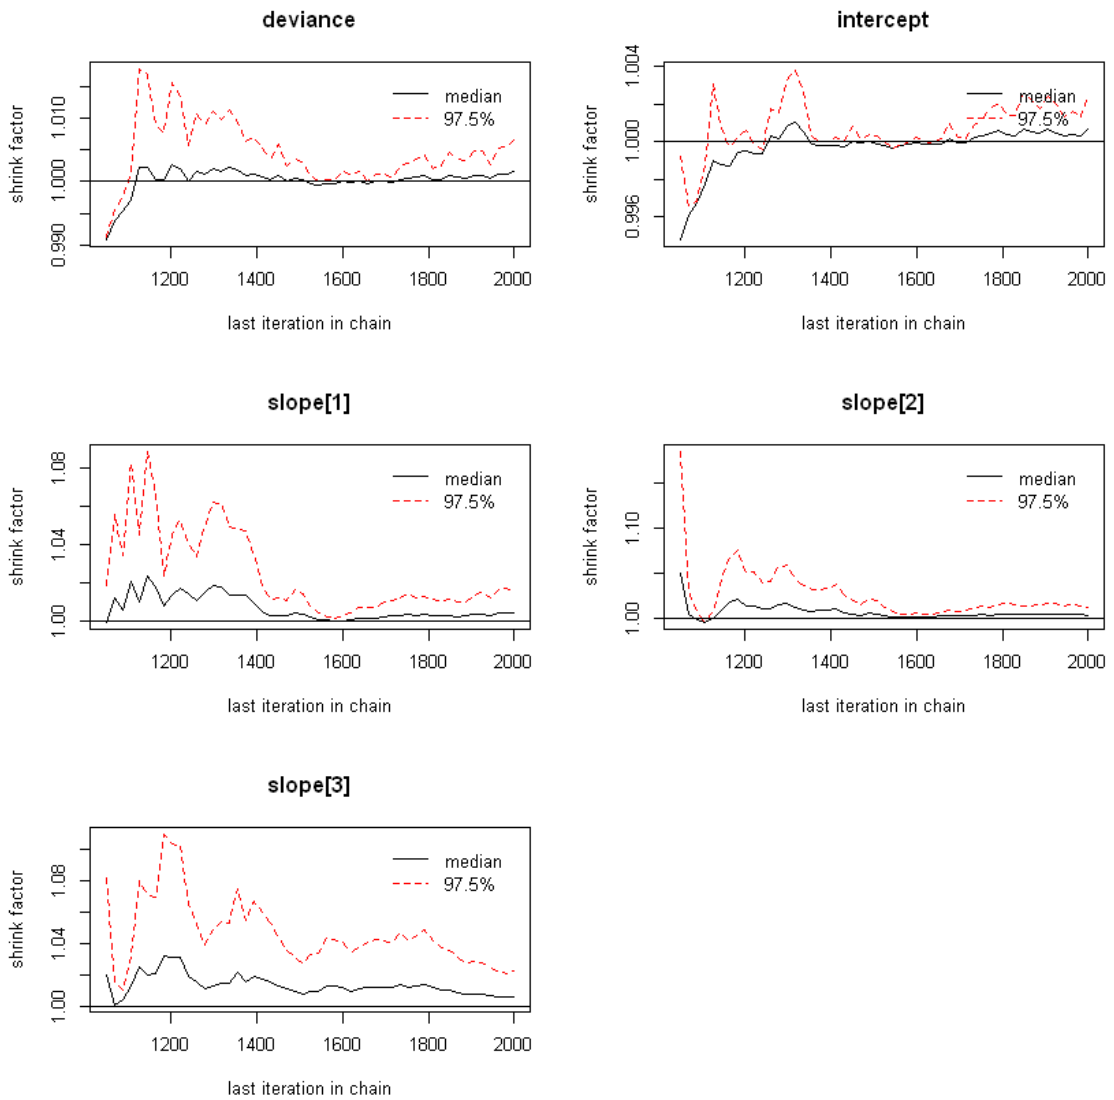 deviance
shrink factor
0.990
1.000
1.010
median
97.5%
1200
1400
1600
1800
2000
last iteration in chain
intercept
shrink factor
0.996
1.000
1.004
median
97.5%
1200
1400
1600
1800
2000
last iteration in chain
slope[1]
shrink factor
1.00
1.04
1.08
median
97.5%
1200
1400
1600
1800
2000
last iteration in chain
slope[2]
shrink factor
1.00
1.10
median
97.5%
1200
1400
1600
1800
2000
last iteration in chain
slope[3]
shrink factor
1.00
1.04
1.08
median
97.5%
1200
1400
1600
1800
2000
last iteration in chain